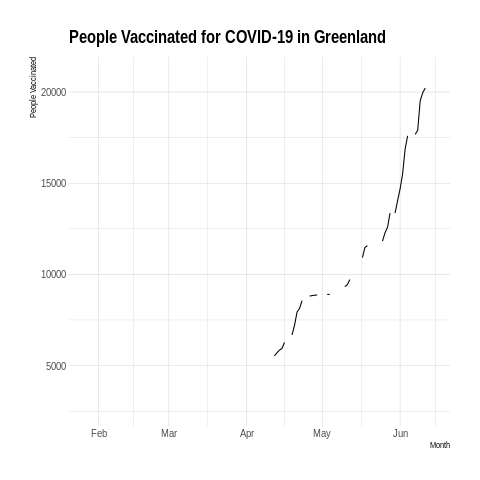 People Vaccinated for COVID-19 in Greenland
People Vaccinated
20000
15000
10000
5000
Feb Mar Apr May Jun
Month